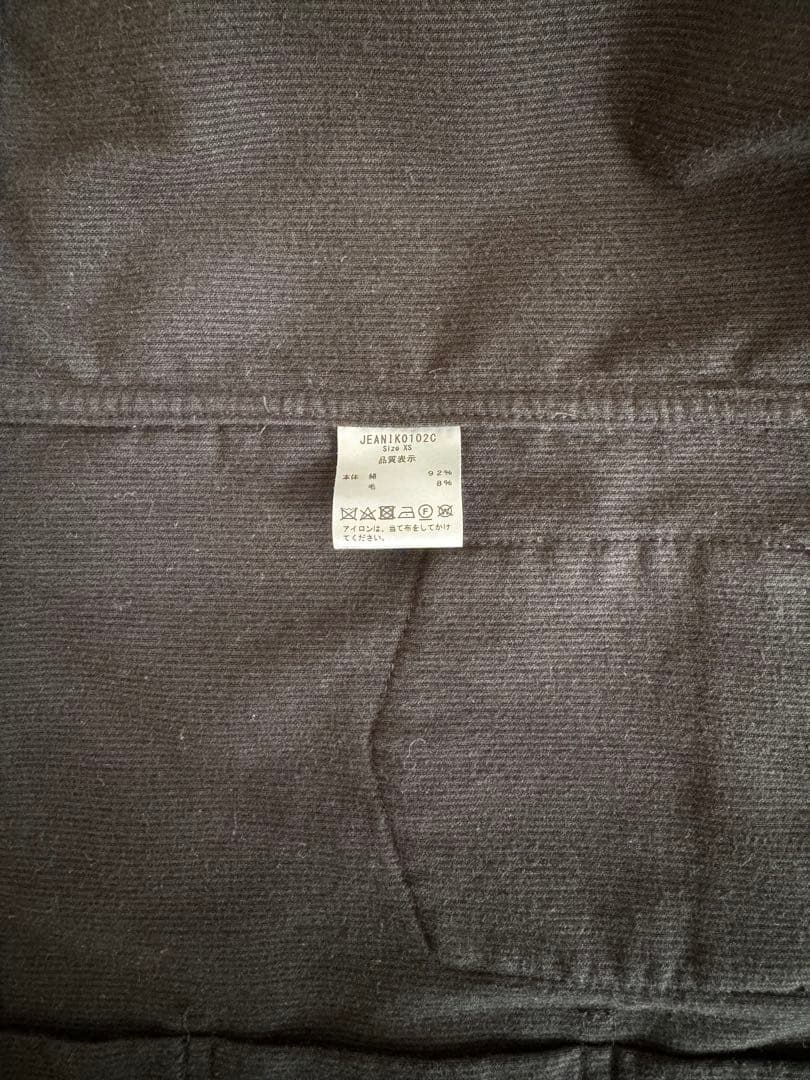 JEANIK0102C
Size XS
品質表示
本体 綿 92%
毛 8%
F W
アイロンは、当て布をしてかけ
てください。